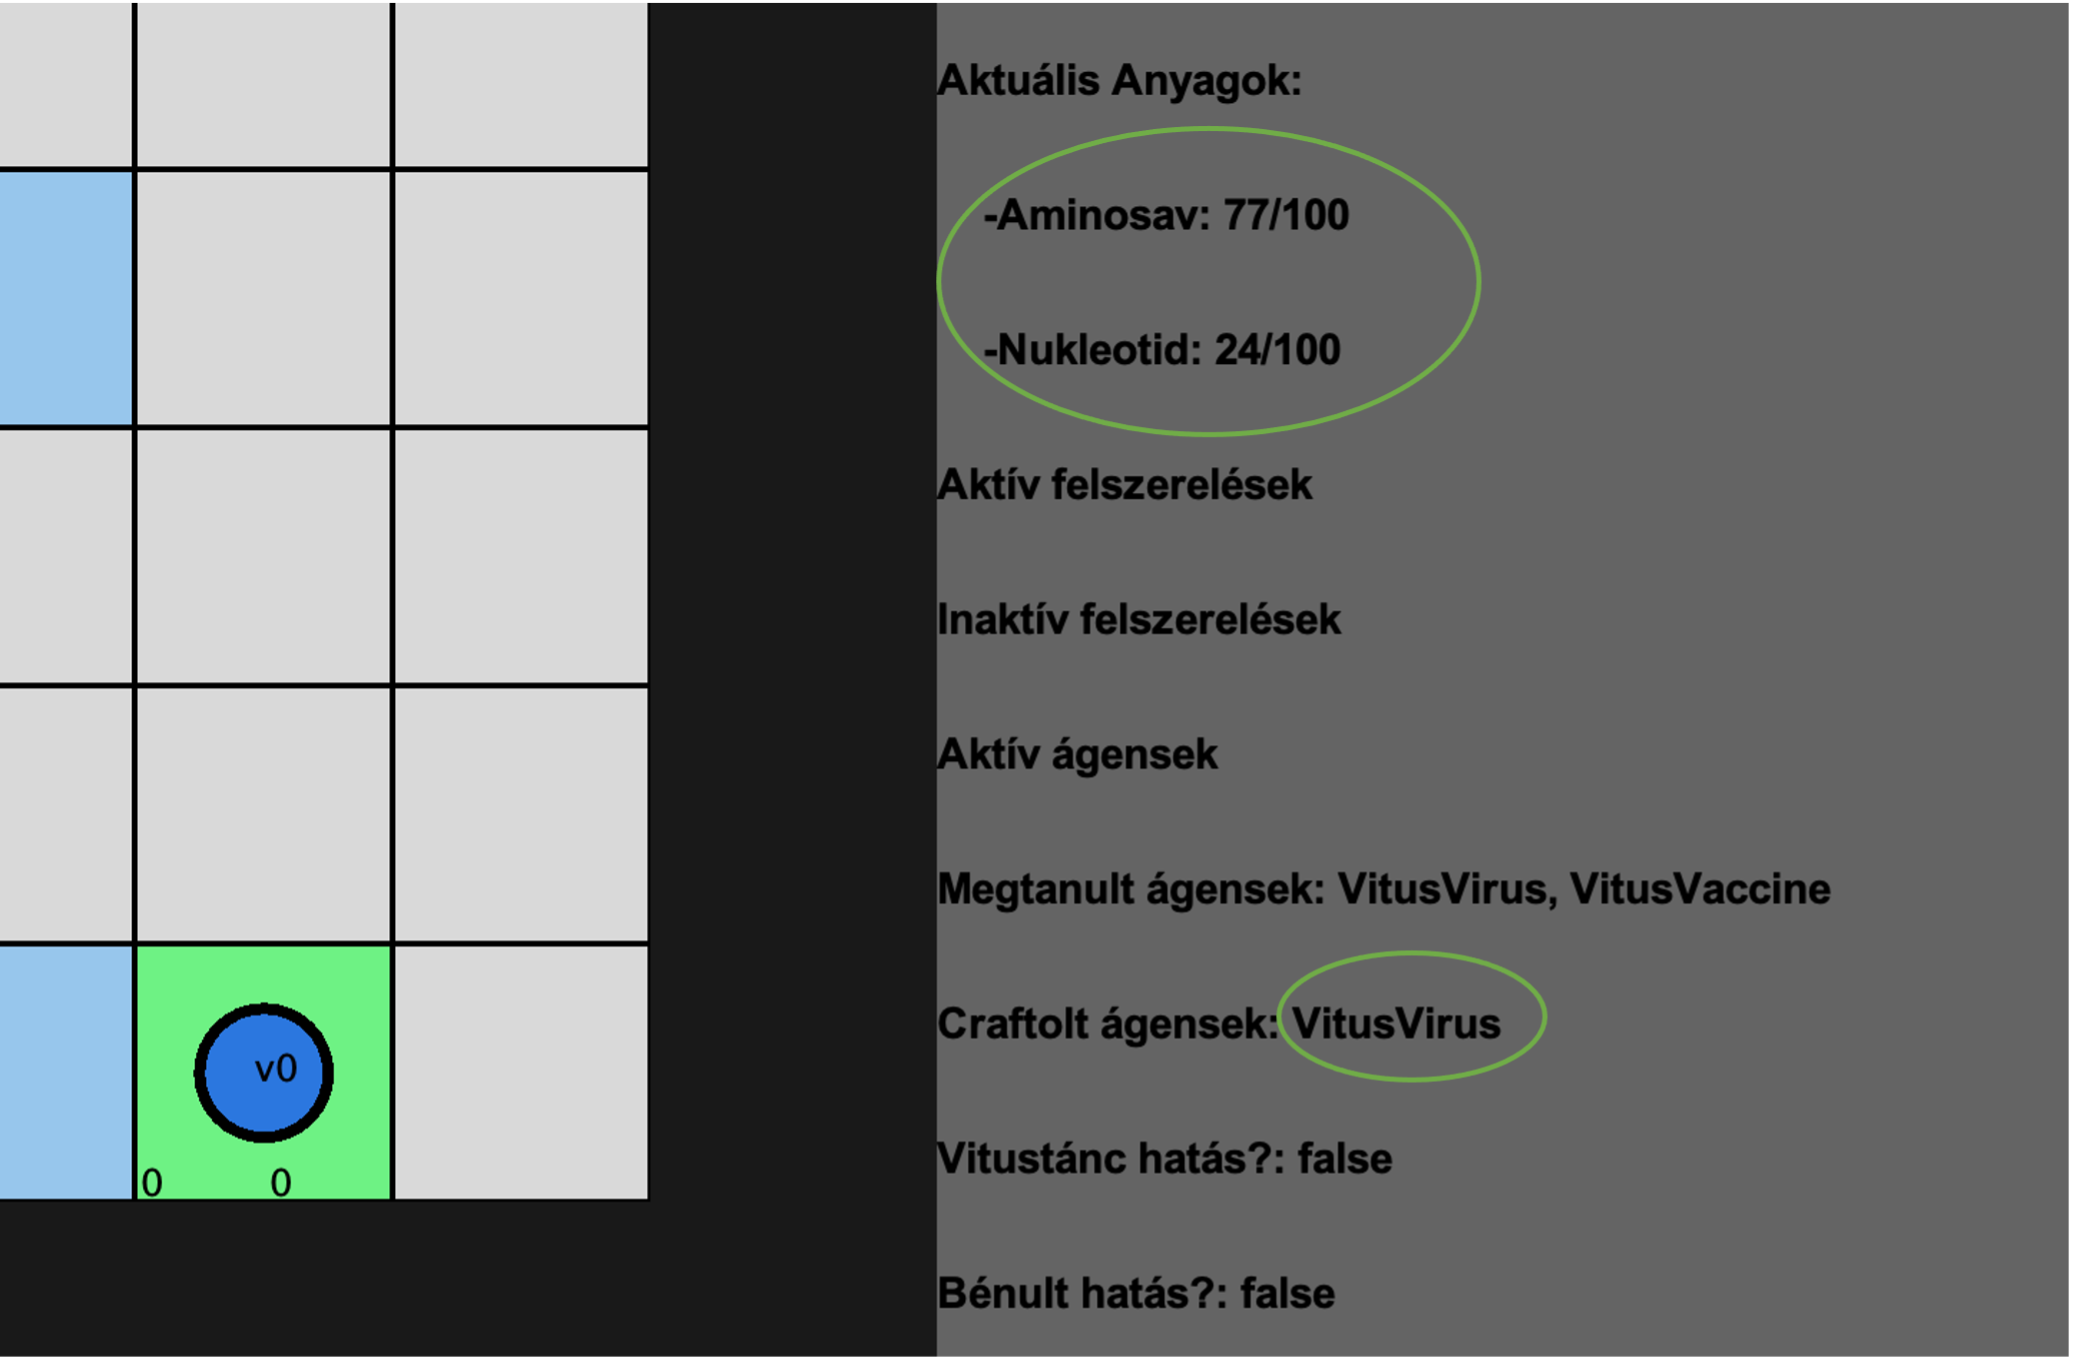 Aktuális Anyagok:
-Aminosav: 77/100
-Nukleotid: 24/100
Aktív felszerelések
Inaktív felszerelések
Aktív ágensek
Megtanult ágensek: VitusVirus, VitusVaccine
Craftolt ágensek: VitusVirus
Vitustánc hatás?: false
Bénult hatás?: false
v0
0 0